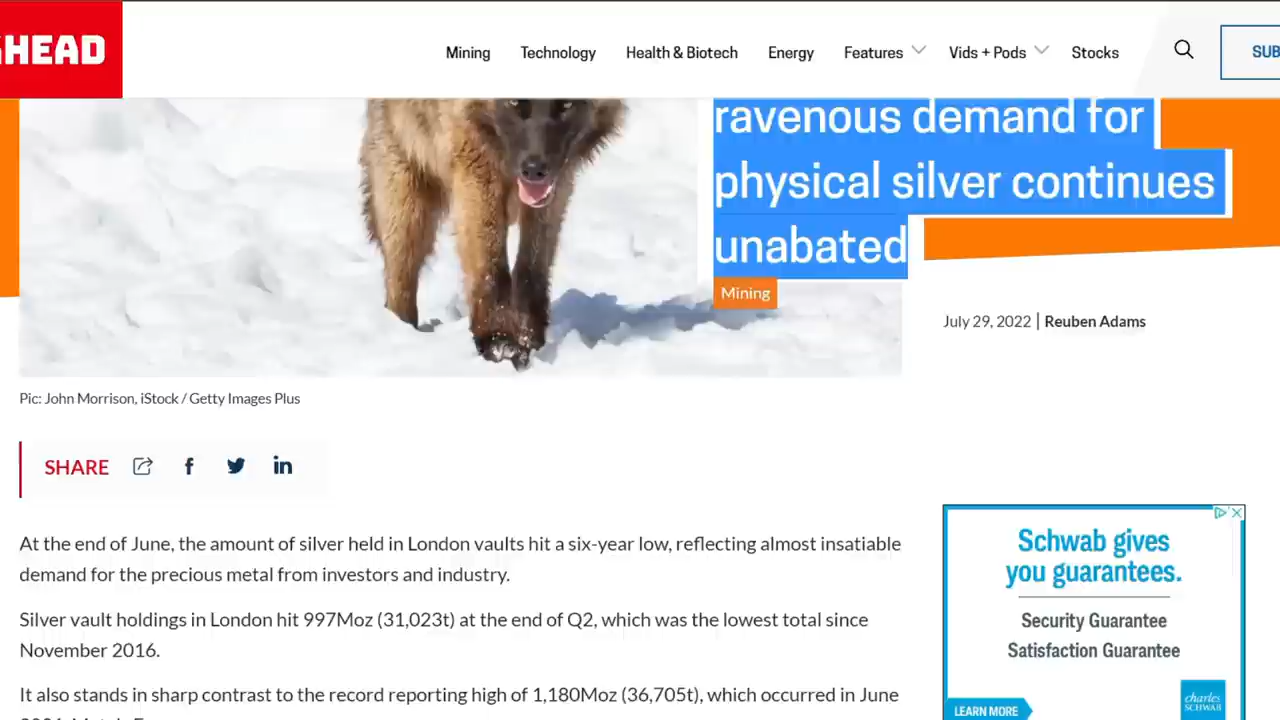 HEAD
Mining Technology Health & Biotech Energy Features Vids + Pods Stocks
ravenous demand for
physical silver continues
unabated
Mining
July 29, 2022 | Reuben Adams
Pic: John Morrison, iStock / Getty Images Plus
SHARE
At the end of June, the amount of silver held in London vaults hit a six-year low, reflecting almost insatiable
demand for the precious metal from investors and industry.
Silver vault holdings in London hit 997Moz (31,023t) at the end of Q2, which was the lowest total since
November 2016.
It also stands in sharp contrast to the record reporting high of 1,180Moz (36,705t), which occurred in June
Schwab gives
you guarantees.
Security Guarantee
Satisfaction Guarantee
charles
SCHWAB
LEARN MORE